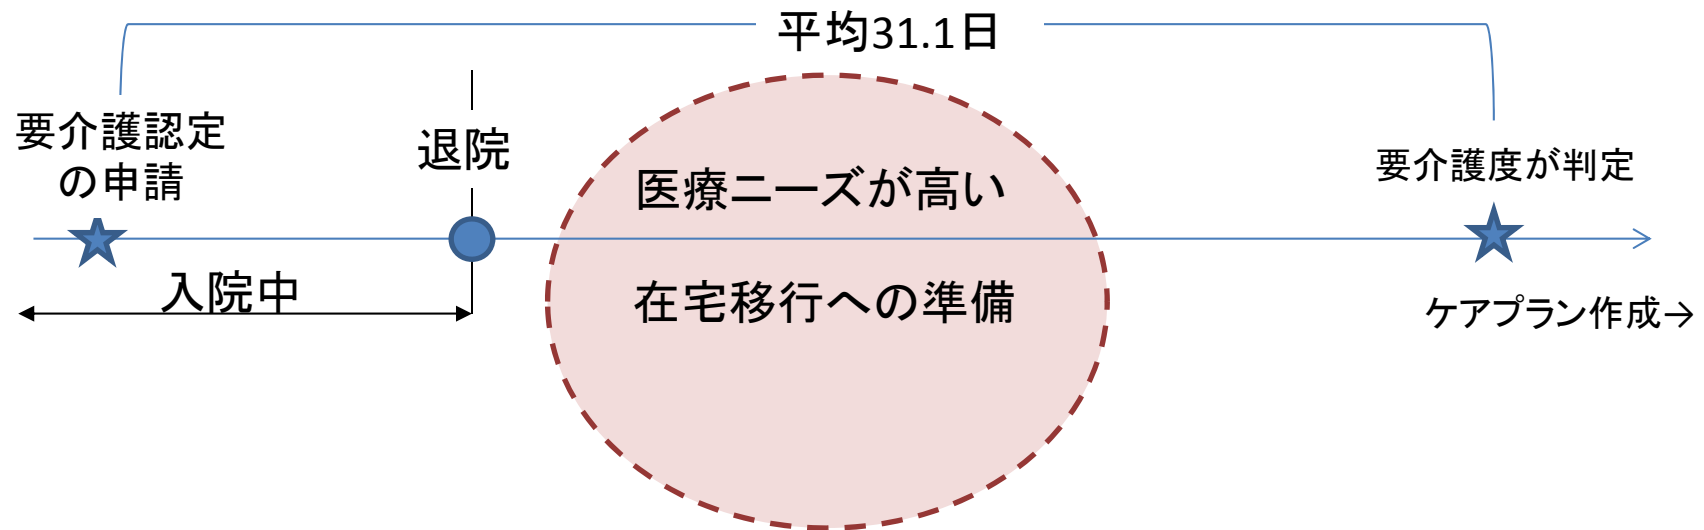 平均31.1日
要介護認定
の申請
退院
要介護度が判定
医療ニーズが高い
入院中
在宅移行への準備
ケアプラン作成→